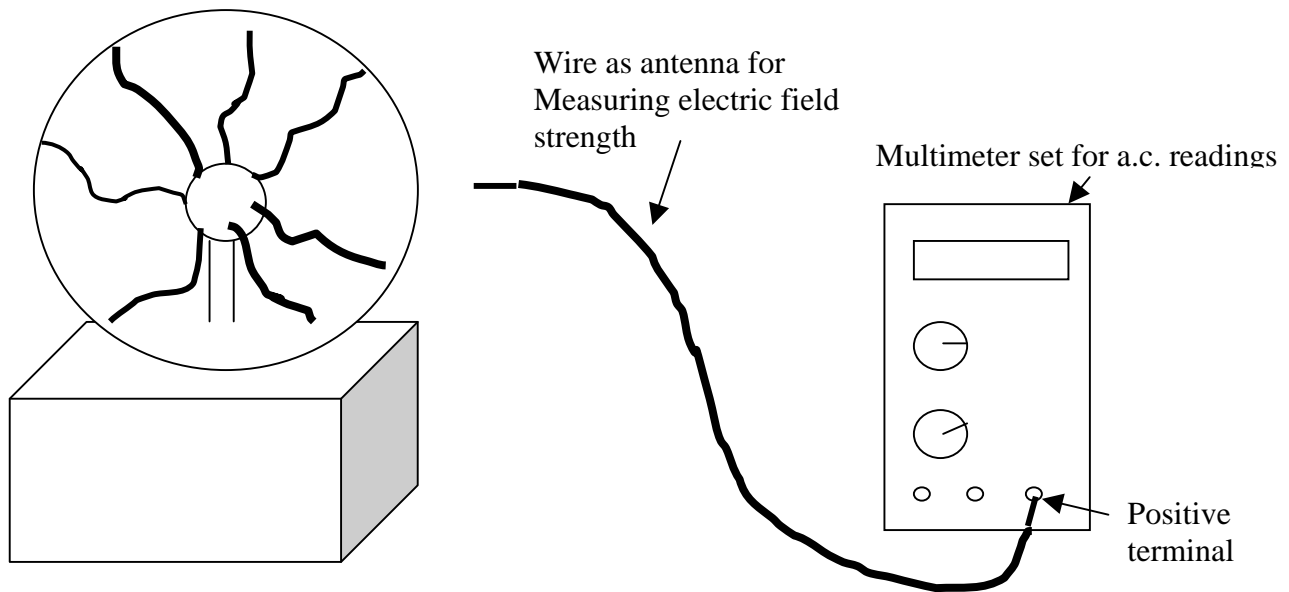 Wire as antenna for
Measuring electric field
strength
Multimeter set for a.c. readings
Positive
terminal